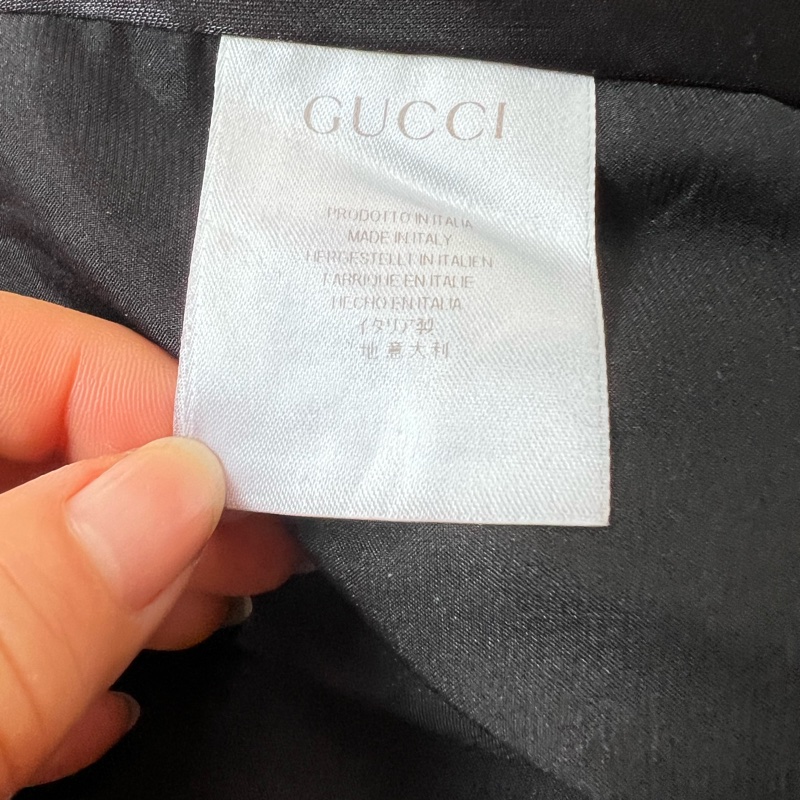 GUCCI
PRODOTTO IN ITALIA
MADE IN ITALY
HERGESTELLT IN ITALIEN
FABRIQUE EN ITALIE
HECHO EN ITALIA
イタリア製
地意大利